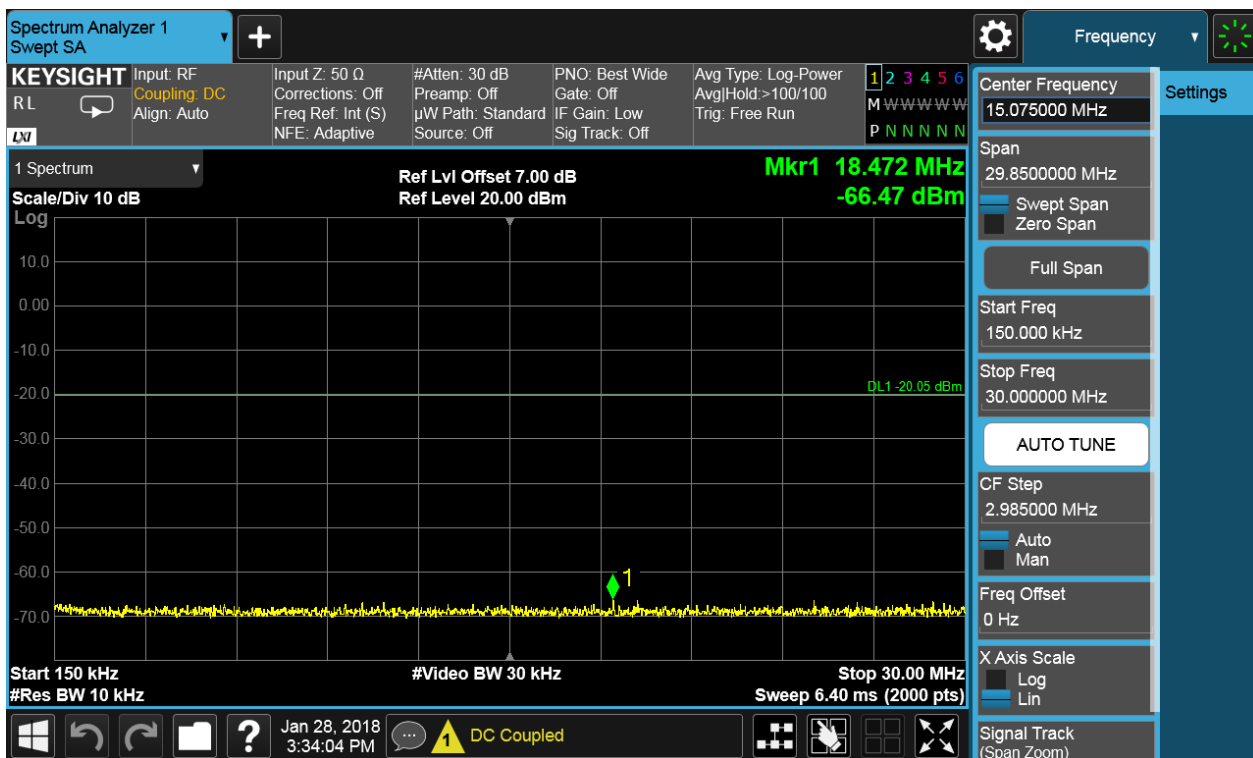 Spectrum Analyzer 1
Swept SA
+
Frequency
KEYSIGHT
R L
LXI
Input: RF
Coupling: DC
Align: Auto
Input Z: 50 Ω
Corrections: Off
Freq Ref: Int (S)
NFE: Adaptive
#Atten: 30 dB
Preamp: Off
µW Path: Standard
Source: Off
PNO: Best Wide
Gate: Off
IF Gain: Low
Sig Track: Off
Avg Type: Log-Power
Avg|Hold:>100/100
Trig: Free Run
1 2 3 4 5 6
M W W W W W
P N N N N N
1 Spectrum
Scale/Div 10 dB
Log
Ref Lvl Offset 7.00 dB
Ref Level 20.00 dBm
Mkr1 18.472 MHz
-66.47 dBm
10.0
0.00
-10.0
-20.0
-30.0
-40.0
-50.0
-60.0
-70.0
DL1 -20.05 dBm
1
Start 150 kHz
#Res BW 10 kHz
#Video BW 30 kHz
Stop 30.00 MHz
Sweep 6.40 ms (2000 pts)
Center Frequency
15.075000 MHz
Span
29.8500000 MHz
Swept Span
Zero Span
Full Span
Start Freq
150.000 kHz
Stop Freq
30.000000 MHz
AUTO TUNE
CF Step
2.985000 MHz
Auto
Man
Freq Offset
0 Hz
X Axis Scale
Log
Lin
Signal Track
(Span Zoom)
Settings
?
Jan 28, 2018
3:34:04 PM
1
DC Coupled